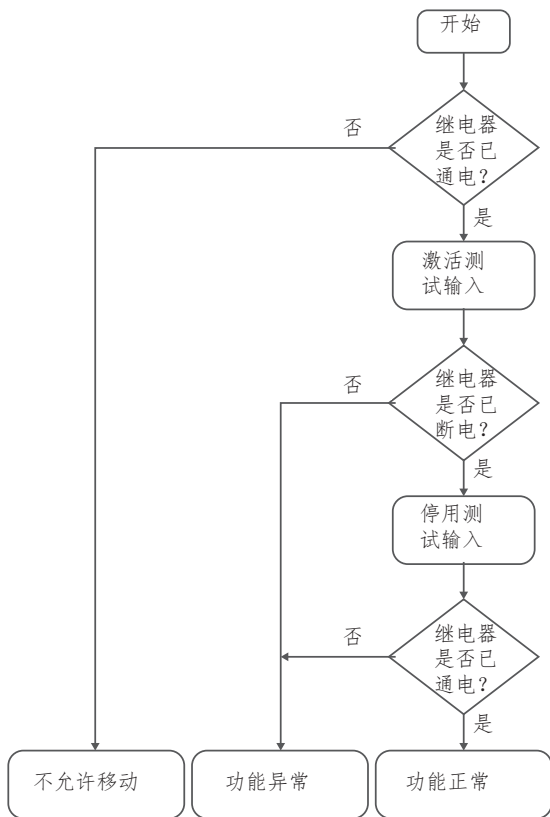 开始
否
继电器
是否已
通电？
是
激活测
试输入
否
继电器
是否已
断电？
是
停用测
试输入
否
继电器
是否已
通电？
是
不允许移动
功能异常
功能正常